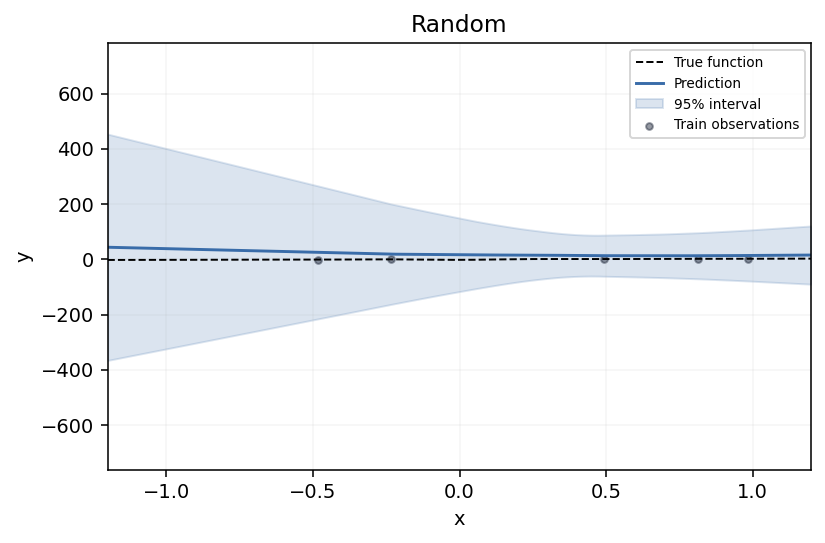 Random
True function
Prediction
95% interval
Train observations
600
400
200
0
−200
−400
−600
y
−1.0 −0.5 0.0 0.5 1.0
x